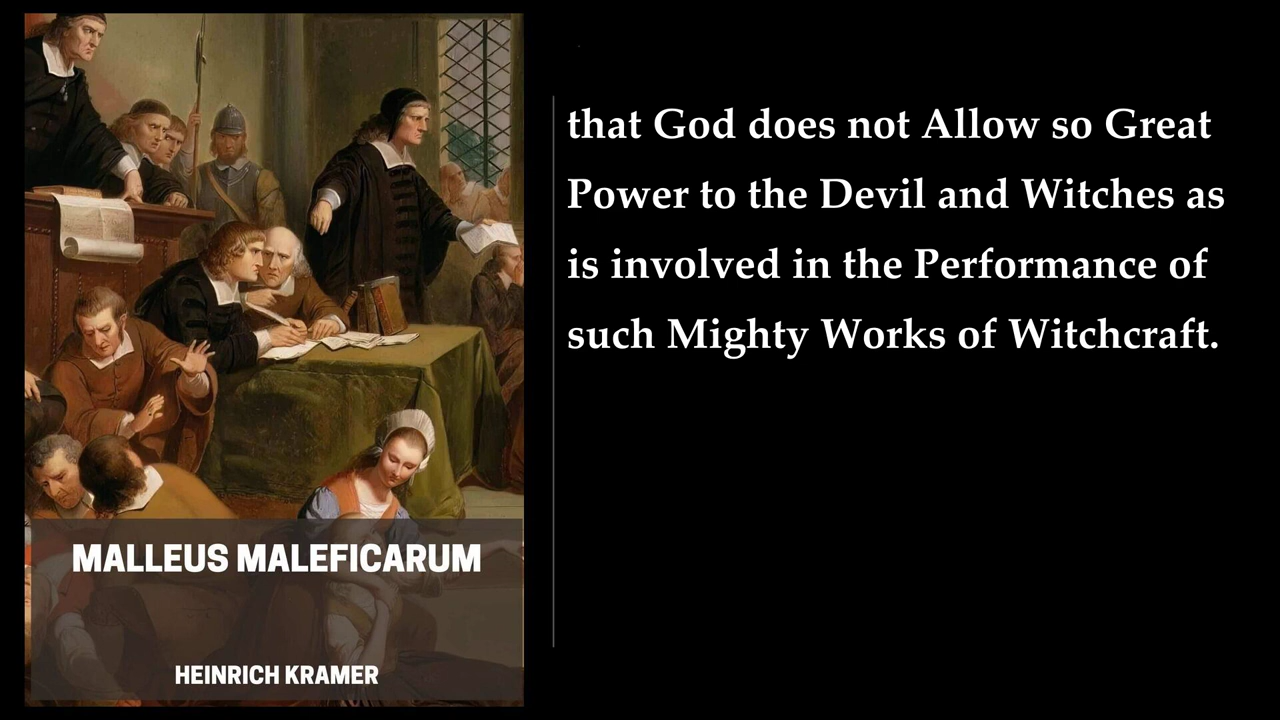 MALLEUS MALEFICARUM
HEINRICH KRAMER
that God does not Allow so Great
Power to the Devil and Witches as
is involved in the Performance of
such Mighty Works of Witchcraft.